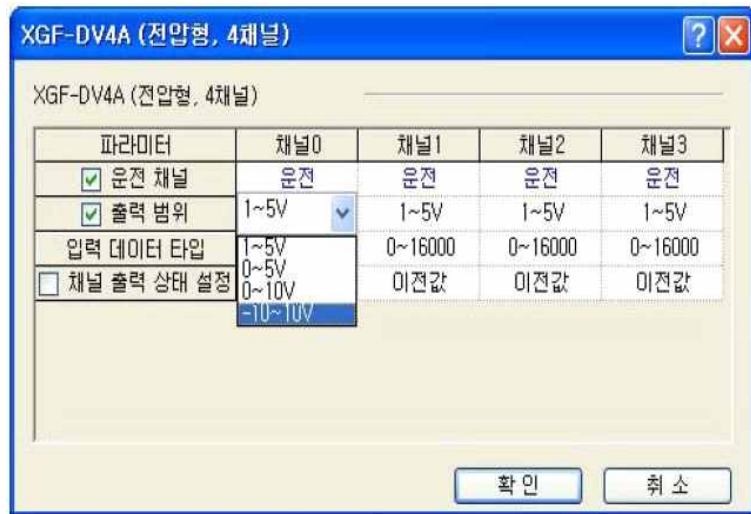 XGF-DV4A (전압형, 4채널)
XGF-DV4A (전압형, 4채널)
파라미터 채널0 채널1 채널2 채널3
운전 채널 운전 운전 운전 운전
출력 범위 1~5V 1~5V 1~5V 1~5V
입력 데이터 타입 1~5V 0~16000 0~16000 0~16000
0~5V
채널 출력 상태 설정 0~10V 이전값 이전값 이전값
-10~10V
확인 취소